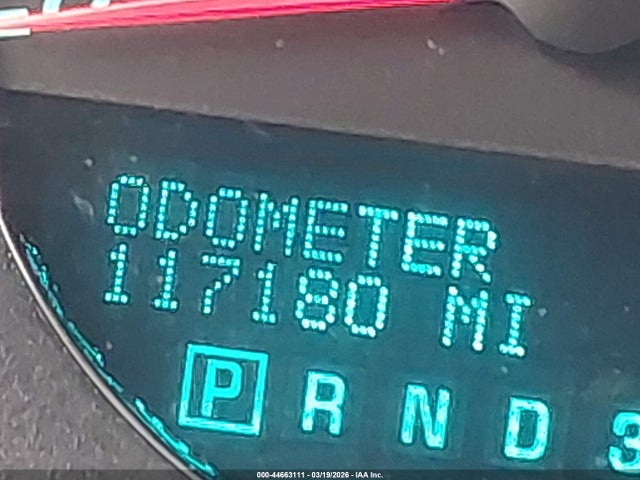 ODOMETER
117180 MI
P R N D 3
000-44663111 - 03/19/2026 - IAA Inc.